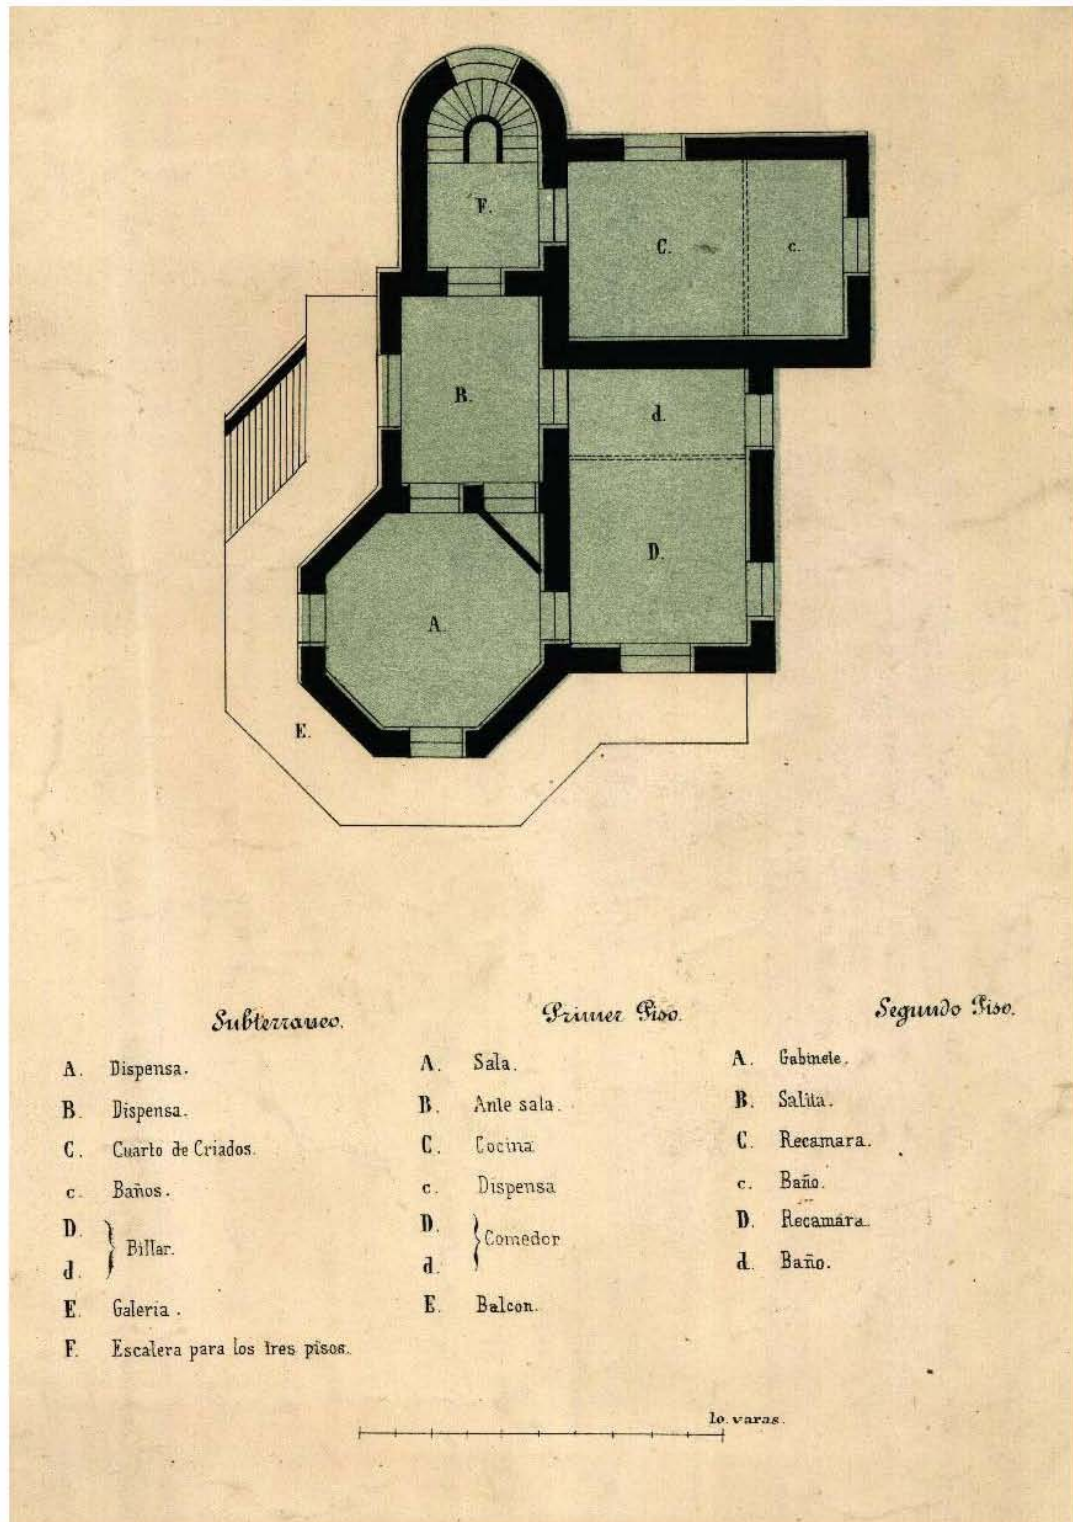 F.
C.
c.
B.
d.
D.
A.
E.
Subterraneo.
A. Dispensa.
B. Dispensa.
C. Cuarto de Criados.
c. Baños.
D.
d. } Billar.
E. Galeria.
F. Escalera para los tres pisos.
Primer Piso.
A. Sala.
B. Ante sala.
C. Cocina
c. Dispensa
D.
d. } Comedor
E. Balcon.
Segundo Piso.
A. Gabinete.
B. Salita.
C. Recamara.
c. Baño.
D. Recamara.
d. Baño.
10. varas.